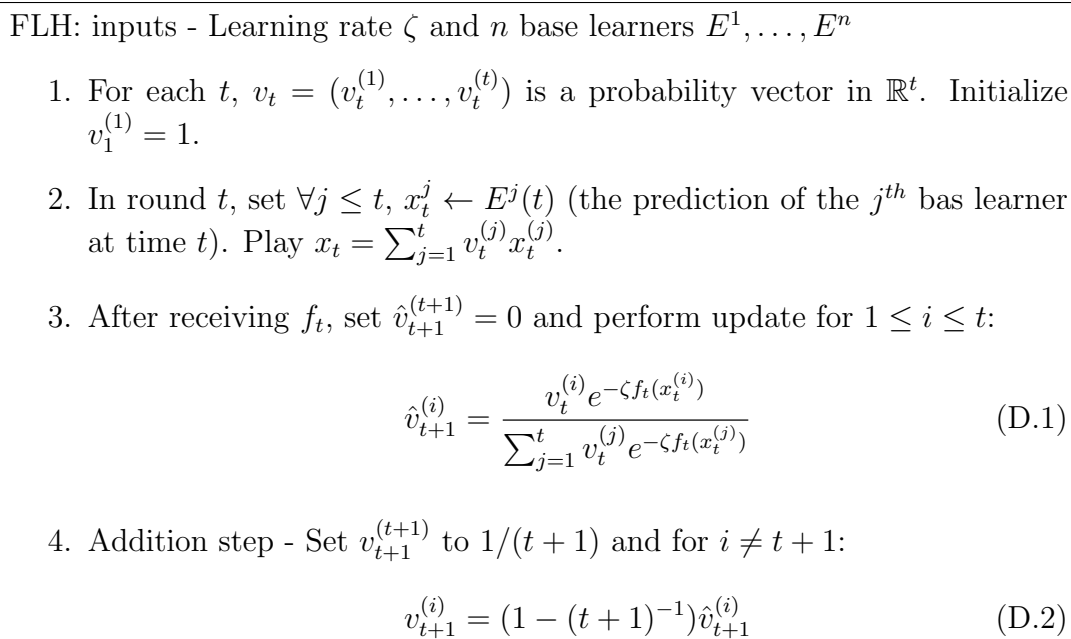 FLH: inputs - Learning rate ζ and n base learners E^1, . . . , E^n
1. For each t, v_t = (v_t^{(1)}, . . . , v_t^{(t)}) is a probability vector in ℝ^t. Initialize
v_1^{(1)} = 1.
2. In round t, set ∀j ≤ t, x_t^j ← E^j(t) (the prediction of the j^{th} bas learner
at time t). Play x_t = ∑_{j=1}^t v_t^{(j)} x_t^{(j)}.
3. After receiving f_t, set \hat{v}_{t+1}^{(t+1)} = 0 and perform update for 1 ≤ i ≤ t:
\hat{v}_{t+1}^{(i)} = \frac{v_t^{(i)} e^{-ζ f_t(x_t^{(i)})}}{∑_{j=1}^t v_t^{(j)} e^{-ζ f_t(x_t^{(j)})}} (D.1)
4. Addition step - Set v_{t+1}^{(t+1)} to 1/(t + 1) and for i ≠ t + 1:
v_{t+1}^{(i)} = (1 − (t + 1)^{−1}) \hat{v}_{t+1}^{(i)} (D.2)